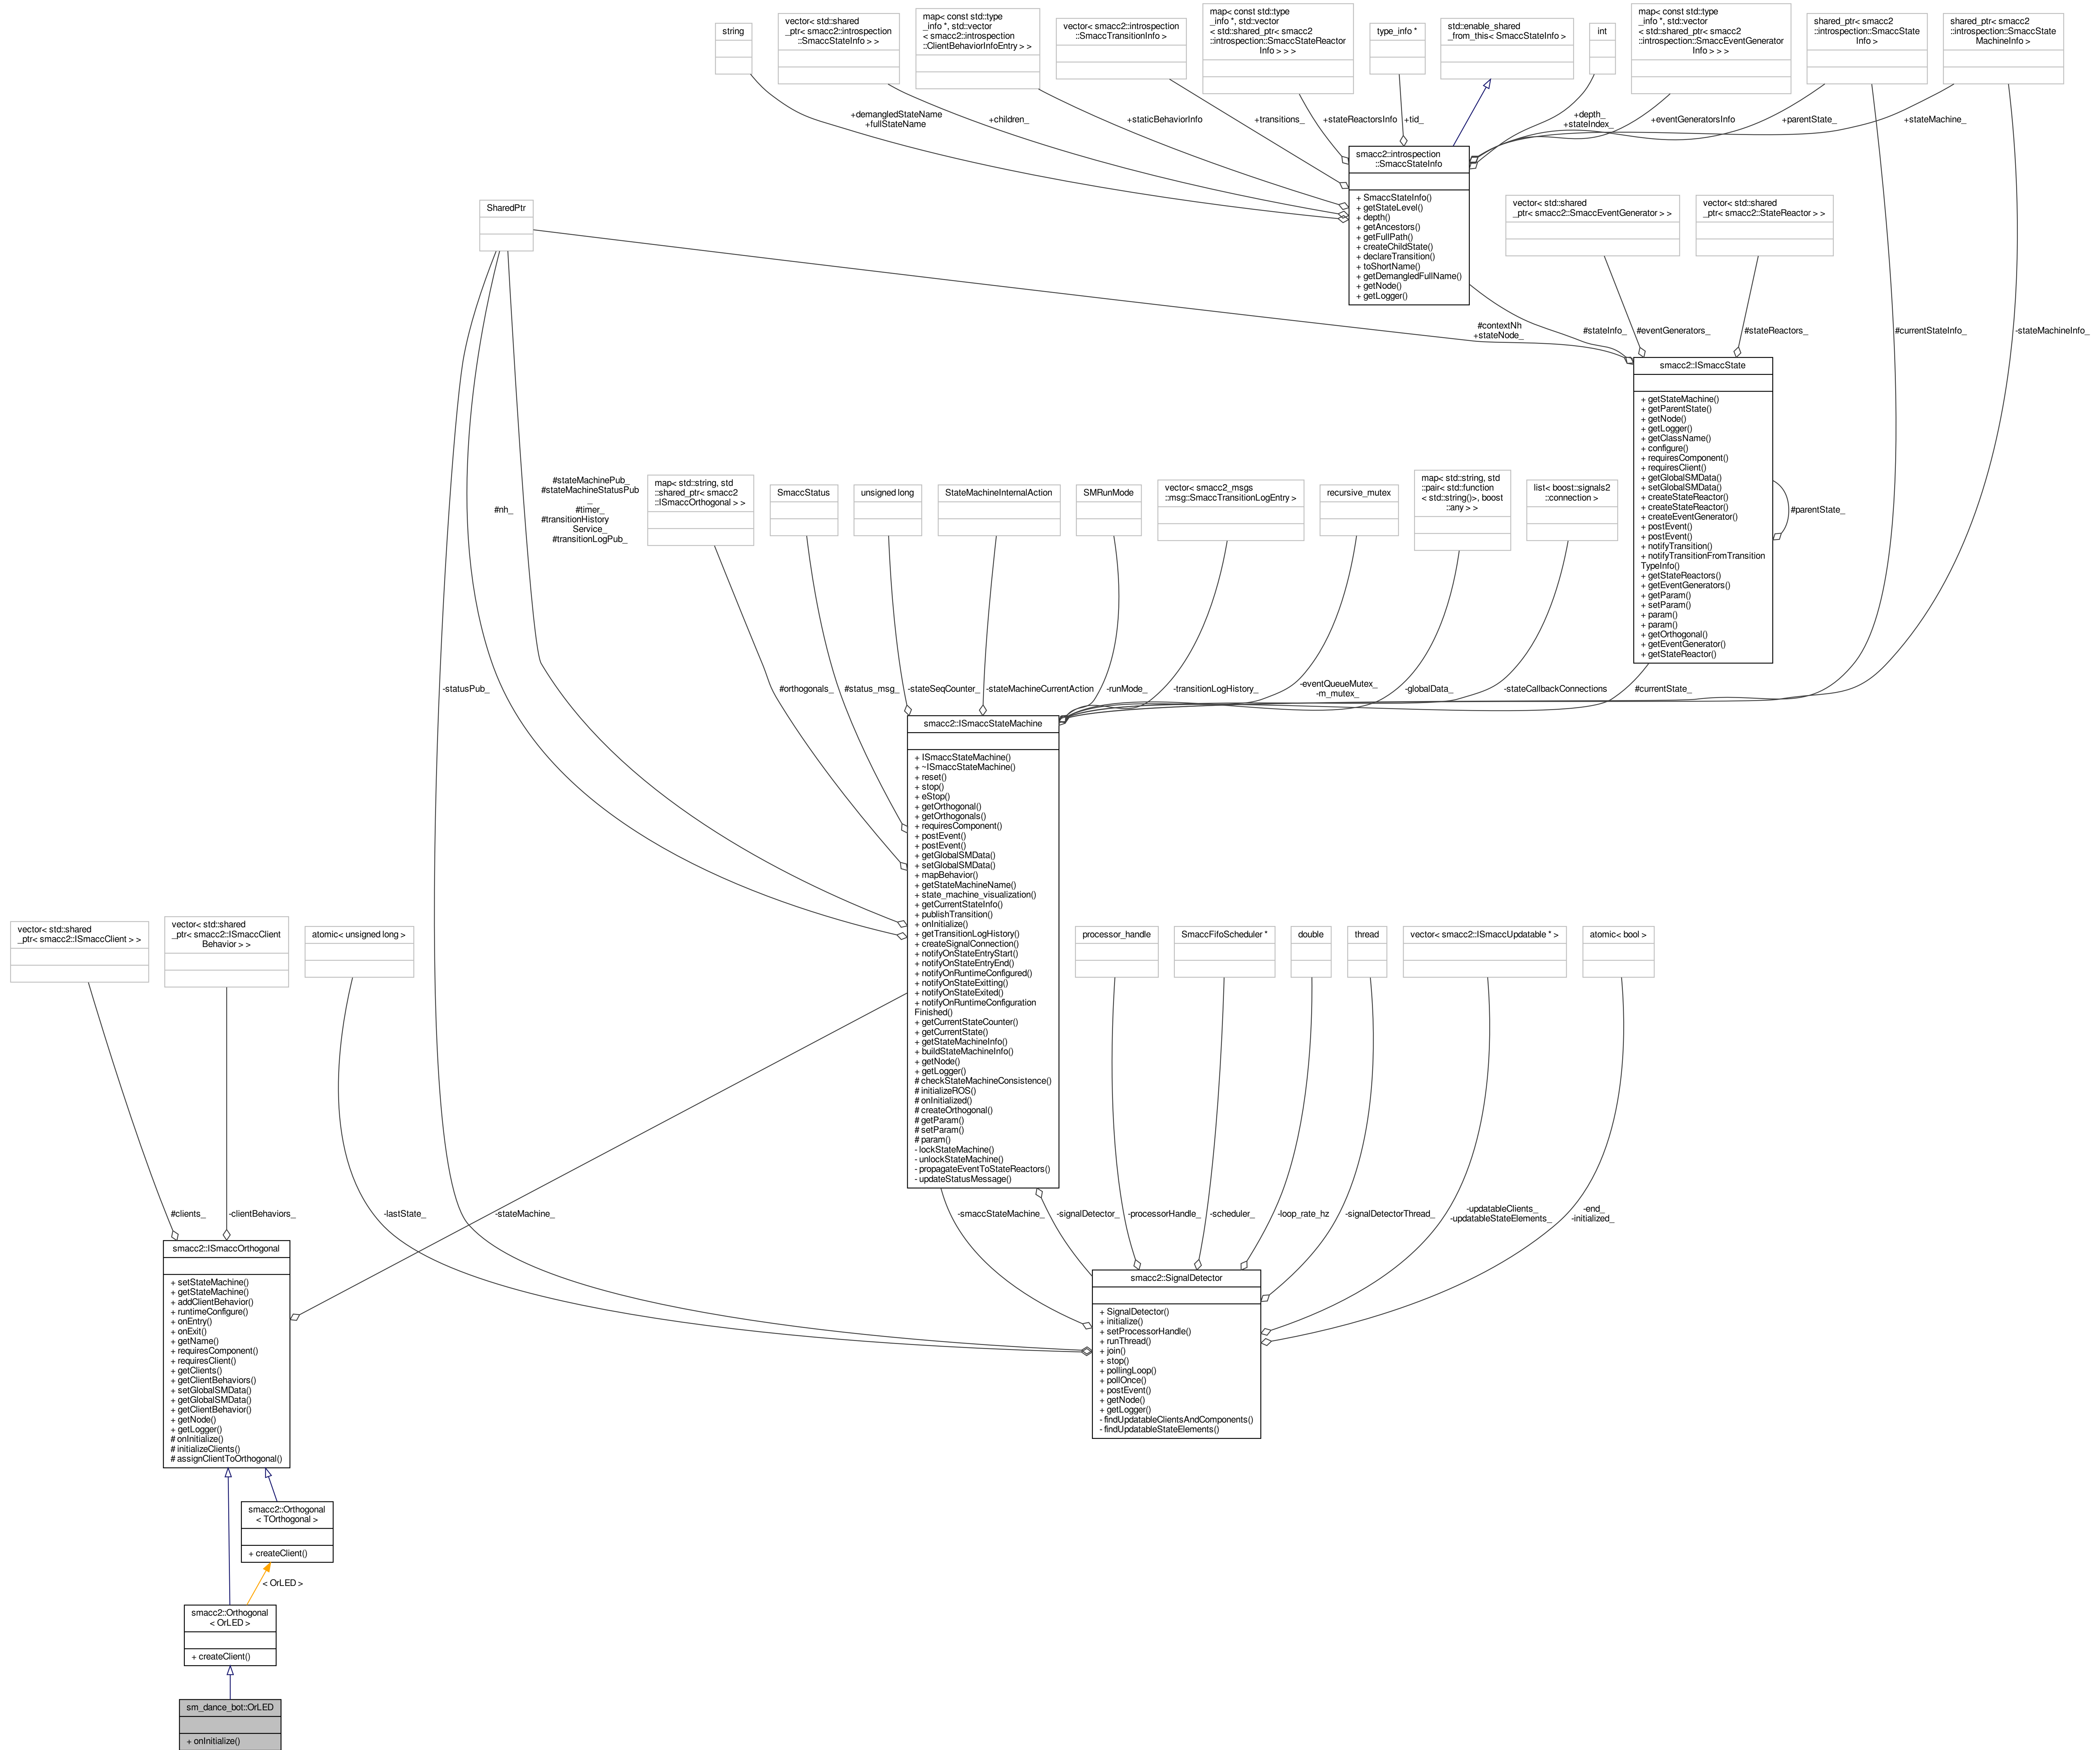 string
vector< std::shared
_ptr< smacc2::introspection
::SmaccStateInfo > >
map< const std::type
_info *, std::vector
< smacc2::introspection
::ClientBehaviorInfoEntry > >
vector< smacc2::introspection
::SmaccTransitionInfo >
map< const std::type
_info *, std::vector
< std::shared_ptr< smacc2
::introspection::SmaccStateReactor
Info > > >
type_info *
std::enable_shared
_from_this< SmaccStateInfo >
int
map< const std::type
_info *, std::vector
< std::shared_ptr< smacc2
::introspection::SmaccEventGenerator
Info > > >
shared_ptr< smacc2
::introspection::SmaccState
Info >
shared_ptr< smacc2
::introspection::SmaccState
MachineInfo >
+demangledStateName
+fullStateName
+children_
+staticBehaviorInfo
+transitions_
+stateReactorsInfo
+tid_
+depth_
+stateIndex_
+eventGeneratorsInfo
+parentState_
+stateMachine_
smacc2::introspection
::SmaccStateInfo
+ SmaccStateInfo()
+ getStateLevel()
+ depth()
+ getAncestors()
+ getFullPath()
+ createChildState()
+ declareTransition()
+ toShortName()
+ getDemangledFullName()
+ getNode()
+ getLogger()
SharedPtr
vector< std::shared
_ptr< smacc2::SmaccEventGenerator > >
vector< std::shared
_ptr< smacc2::StateReactor > >
#contextNh
+stateNode_
#stateInfo_
#eventGenerators_
#stateReactors_
#currentStateInfo_
-stateMachineInfo_
smacc2::ISmaccState
+ getStateMachine()
+ getParentState()
+ getNode()
+ getLogger()
+ getClassName()
+ configure()
+ requiresComponent()
+ requiresClient()
+ getGlobalSMData()
+ setGlobalSMData()
+ createStateReactor()
+ createStateReactor()
+ createEventGenerator()
+ postEvent()
+ postEvent()
+ notifyTransition()
+ notifyTransitionFromTransition
TypeInfo()
+ getStateReactors()
+ getEventGenerators()
+ getParam()
+ setParam()
+ param()
+ param()
+ getOrthogonal()
+ getEventGenerator()
+ getStateReactor()
#parentState_
#nh_
#stateMachinePub_
#stateMachineStatusPub
_
#timer_
#transitionHistory
Service_
#transitionLogPub_
map< std::string, std
::shared_ptr< smacc2
::ISmaccOrthogonal > >
SmaccStatus
unsigned long
StateMachineInternalAction
SMRunMode
vector< smacc2_msgs
::msg::SmaccTransitionLogEntry >
recursive_mutex
map< std::string, std
::pair< std::function
< std::string()>, boost
::any > >
list< boost::signals2
::connection >
-statusPub_
#orthogonals_
#status_msg_
-stateSeqCounter_
-stateMachineCurrentAction
-runMode_
-transitionLogHistory_
-eventQueueMutex_
-m_mutex_
-globalData_
-stateCallbackConnections
#currentState_
smacc2::ISmaccStateMachine
+ ISmaccStateMachine()
+ ~ISmaccStateMachine()
+ reset()
+ stop()
+ eStop()
+ getOrthogonal()
+ getOrthogonals()
+ requiresComponent()
+ postEvent()
+ postEvent()
+ getGlobalSMData()
+ setGlobalSMData()
+ mapBehavior()
+ getStateMachineName()
+ state_machine_visualization()
+ getCurrentStateInfo()
+ publishTransition()
+ onInitialize()
+ getTransitionLogHistory()
+ createSignalConnection()
+ notifyOnStateEntryStart()
+ notifyOnStateEntryEnd()
+ notifyOnRuntimeConfigured()
+ notifyOnStateExitting()
+ notifyOnStateExited()
+ notifyOnRuntimeConfiguration
Finished()
+ getCurrentStateCounter()
+ getCurrentState()
+ getStateMachineInfo()
+ buildStateMachineInfo()
+ getNode()
+ getLogger()
# checkStateMachineConsistence()
# initializeROS()
# onInitialized()
# createOrthogonal()
# getParam()
# setParam()
# param()
- lockStateMachine()
- unlockStateMachine()
- propagateEventToStateReactors()
- updateStatusMessage()
vector< std::shared
_ptr< smacc2::ISmaccClient > >
vector< std::shared
_ptr< smacc2::ISmaccClient
Behavior > >
atomic< unsigned long >
processor_handle
SmaccFifoScheduler *
double
thread
vector< smacc2::ISmaccUpdatable * >
atomic< bool >
#clients_
-clientBehaviors_
-lastState_
-stateMachine_
-smaccStateMachine_
-signalDetector_
-processorHandle_
-scheduler_
-loop_rate_hz
-signalDetectorThread_
-updatableClients_
-updatableStateElements_
-end_
-initialized_
smacc2::ISmaccOrthogonal
+ setStateMachine()
+ getStateMachine()
+ addClientBehavior()
+ runtimeConfigure()
+ onEntry()
+ onExit()
+ getName()
+ requiresComponent()
+ requiresClient()
+ getClients()
+ getClientBehaviors()
+ setGlobalSMData()
+ getGlobalSMData()
+ getClientBehavior()
+ getNode()
+ getLogger()
# onInitialize()
# initializeClients()
# assignClientToOrthogonal()
smacc2::SignalDetector
+ SignalDetector()
+ initialize()
+ setProcessorHandle()
+ runThread()
+ join()
+ stop()
+ pollingLoop()
+ pollOnce()
+ postEvent()
+ getNode()
+ getLogger()
- findUpdatableClientsAndComponents()
- findUpdatableStateElements()
smacc2::Orthogonal
< TOrthogonal >
+ createClient()
< OrLED >
smacc2::Orthogonal
< OrLED >
+ createClient()
sm_dance_bot::OrLED
+ onInitialize()